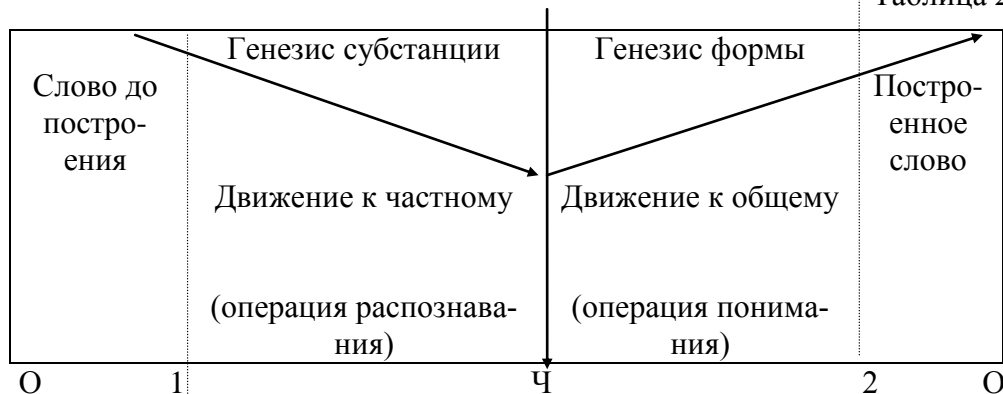 Таблица 2
Генезис субстанции
Генезис формы
Слово до
постро-
ения
Постро-
енное
слово
Движение к частному
Движение к общему
(операция распознава-
ния)
(операция понима-
ния)
О 1 Ч 2 О